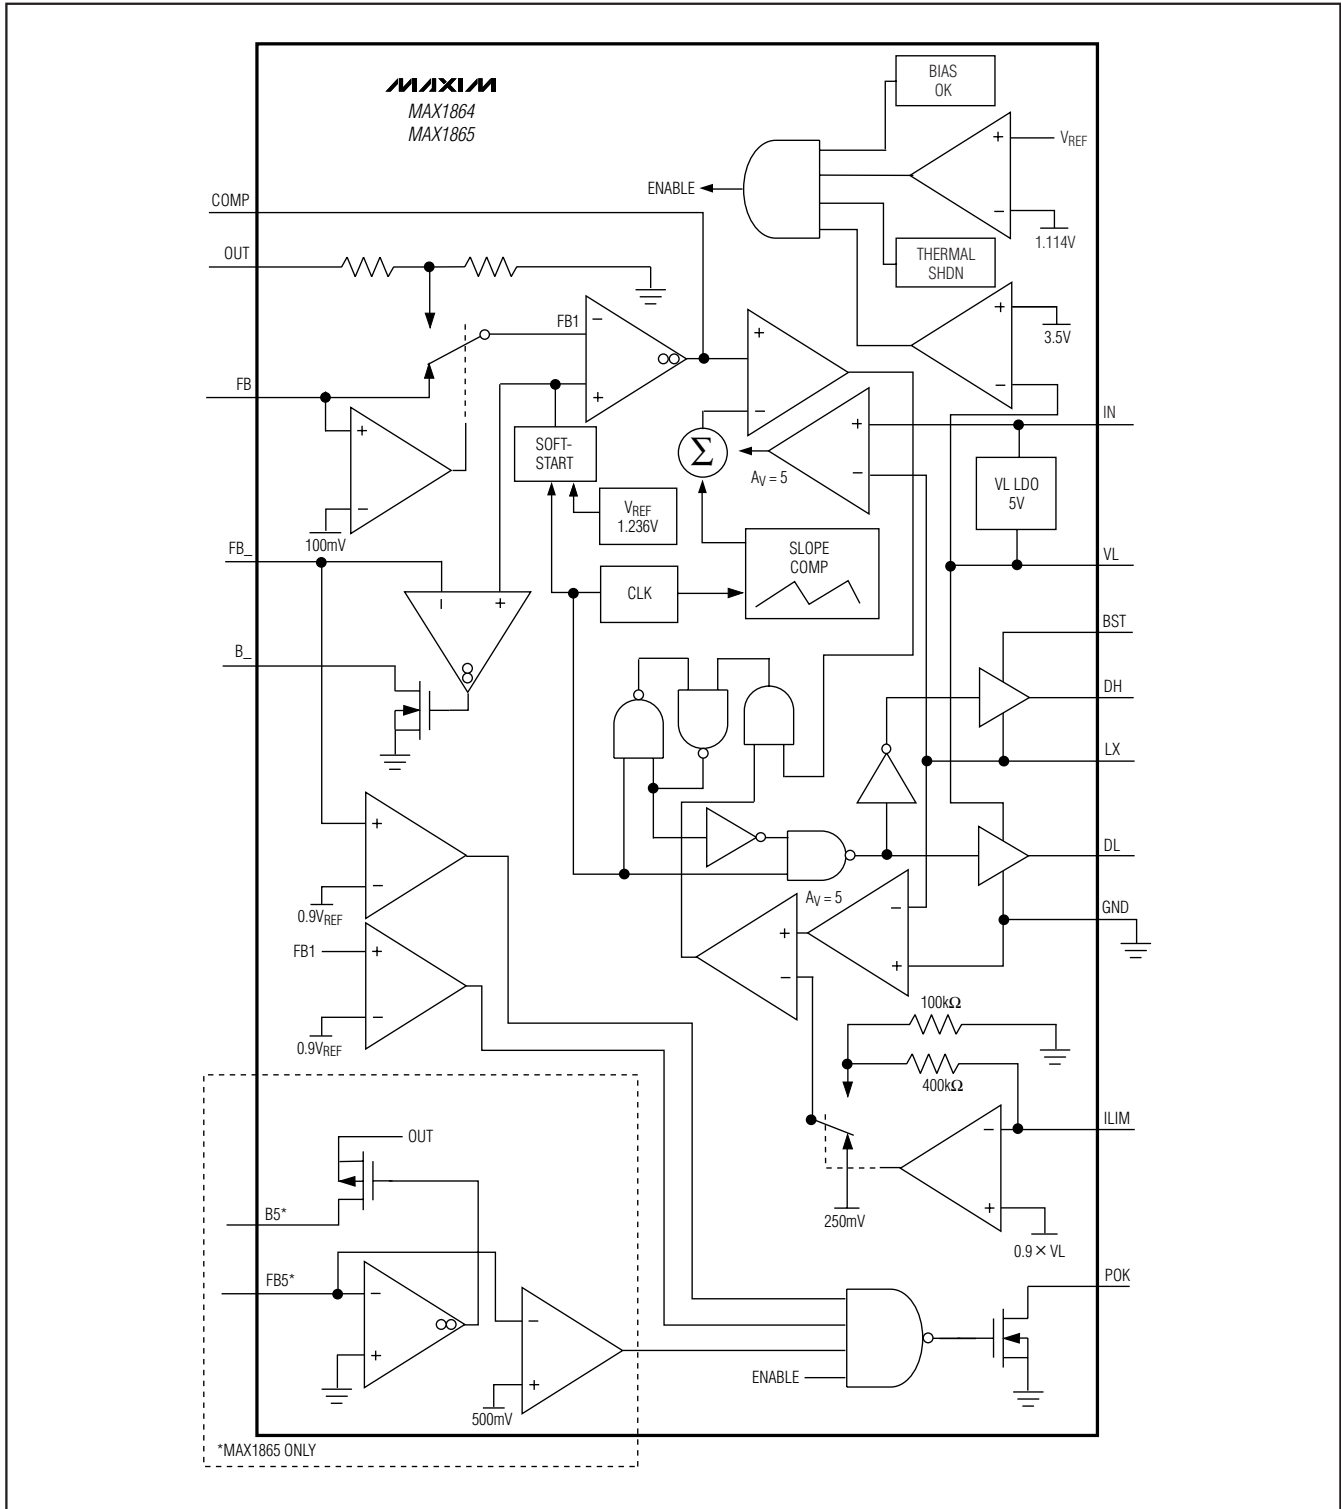 MAXIM
MAX1864
MAX1865
BIAS
OK
+
VREF
ENABLE
−
1.114V
COMP
THERMAL
SHDN
OUT
+
3.5V
−
FB1
−
+
+
−
FB
+
−
100mV
SOFT-
START
VREF
1.236V
Σ
+
−
AV = 5
IN
VL LDO
5V
SLOPE
COMP
VL
FB_
CLK
−
+
BST
B_
DH
LX
DL
+
−
0.9VREF
AV = 5
−
+
GND
+
−
FB1
+
−
0.9VREF
100kΩ
400kΩ
ILIM
−
+
250mV
0.9 × VL
OUT
B5*
FB5*
−
+
−
+
500mV
POK
ENABLE
*MAX1865 ONLY